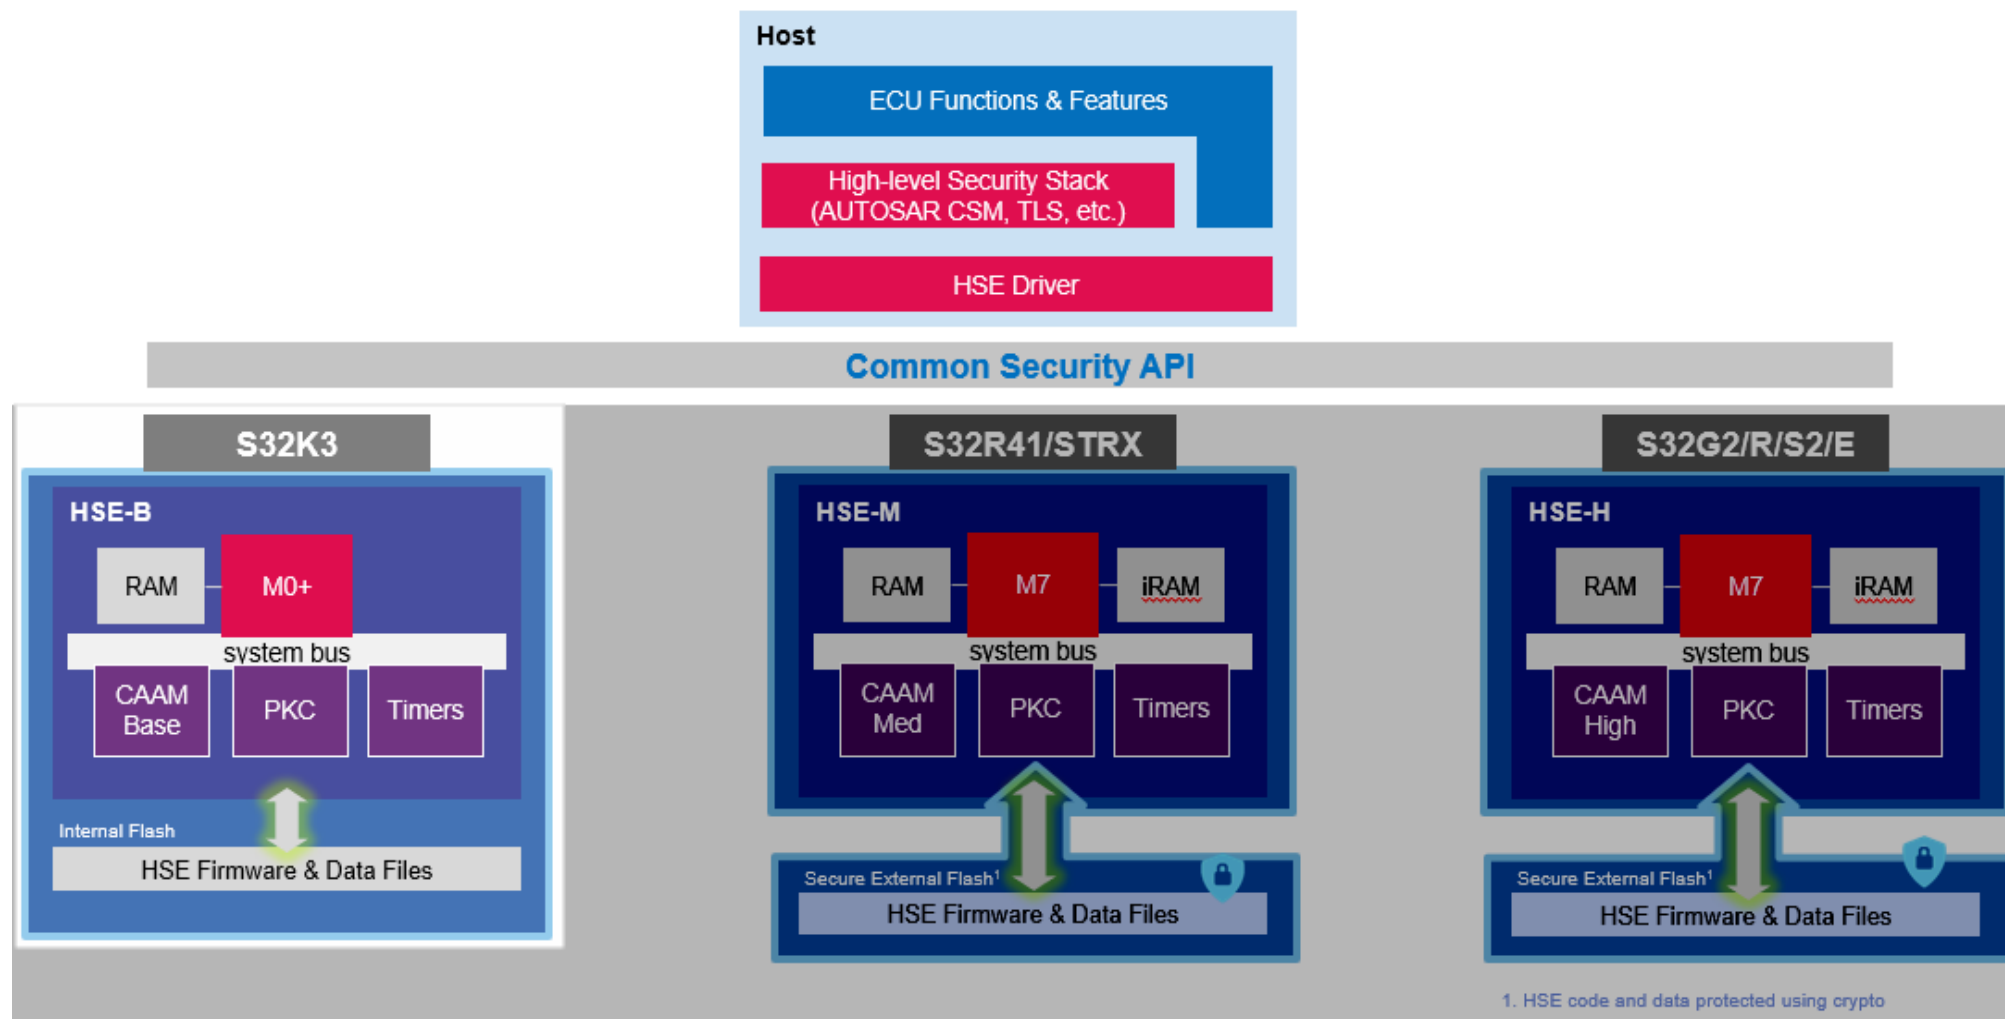 Host
ECU Functions & Features
High-level Security Stack
(AUTOSAR CSM, TLS, etc.)
HSE Driver
Common Security API
S32K3
HSE-B
RAM
M0+
system bus
CAAM
Base
PKC
Timers
Internal Flash
HSE Firmware & Data Files
S32R41/STRX
HSE-M
RAM
M7
iRAM
system bus
CAAM
Med
PKC
Timers
Secure External Flash¹
HSE Firmware & Data Files
S32G2/R/S2/E
HSE-H
RAM
M7
iRAM
system bus
CAAM
High
PKC
Timers
Secure External Flash¹
HSE Firmware & Data Files
1. HSE code and data protected using crypto